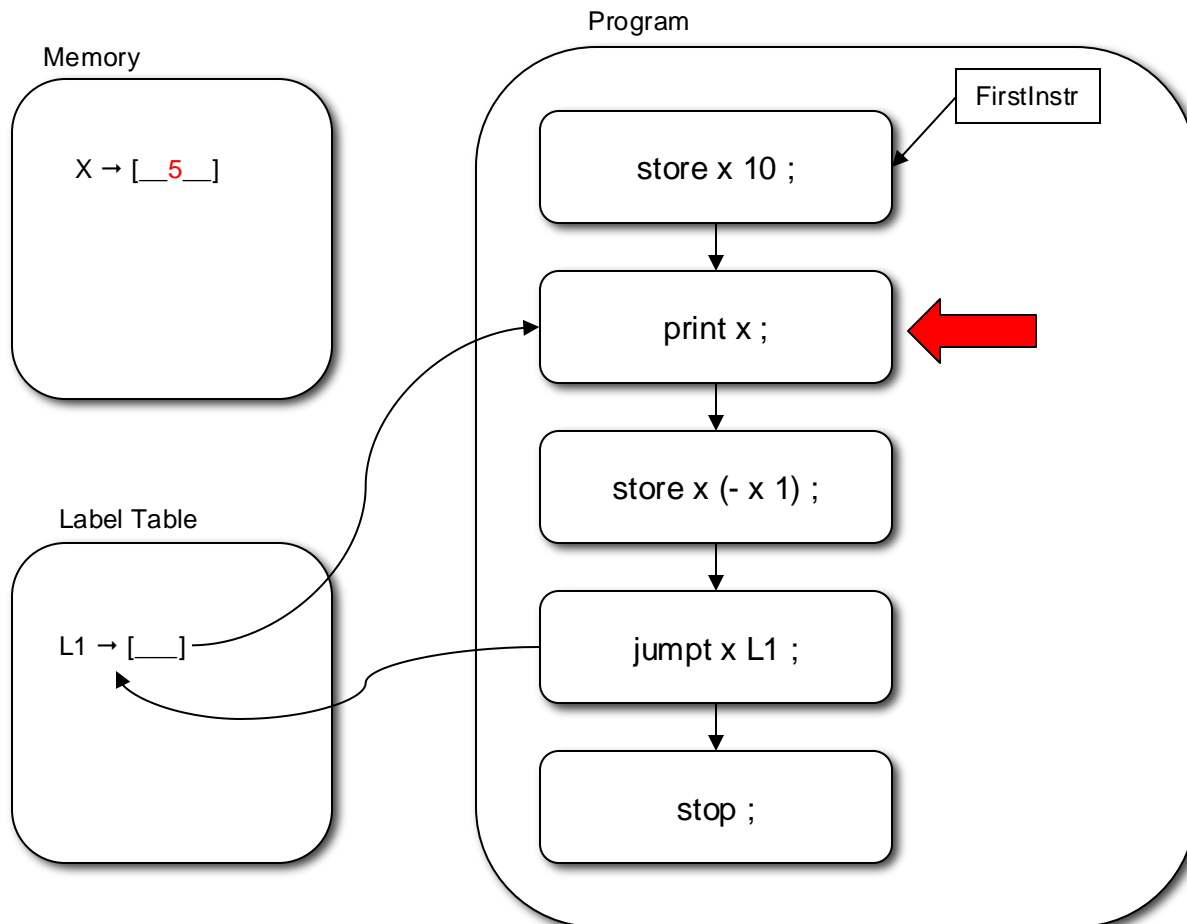 Program
Memory
FirstInstr
X → [__5__]
store x 10 ;
print x ;
store x (- x 1) ;
Label Table
L1 → [___]
jumpt x L1 ;
stop ;